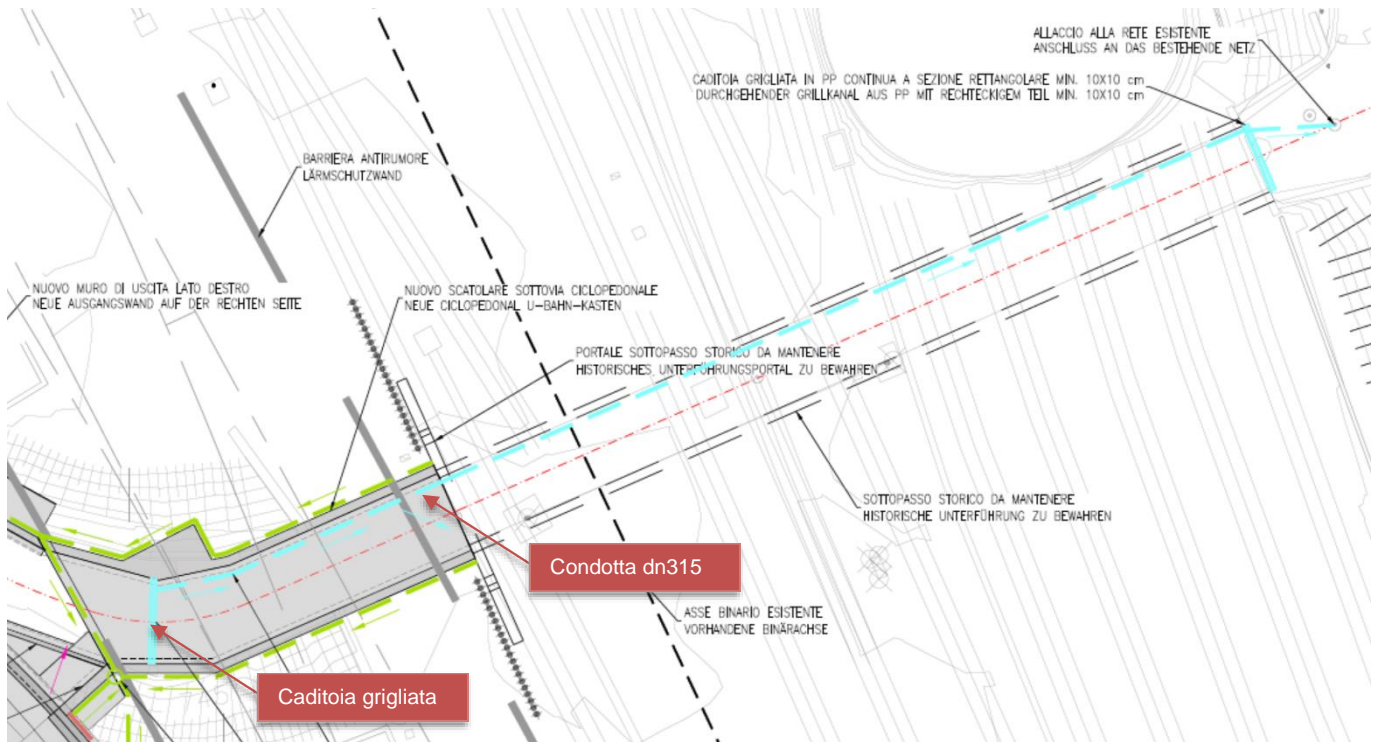 ALLACCIO ALLA RETE ESISTENTE
ANSCHLUSS AN DAS BESTEHENDE NETZ
CADITOIA GRIGLIATA IN PP CONTINUA A SEZIONE RETTANGOLARE MIN. 10X10 cm
DURCHGEHENDER GRILLKANAL AUS PP MIT RECHTECKIGEM TEIL MIN. 10X10 cm
BARRIERA ANTIRUMORE
LÄRMSCHUTZWAND
NUOVO MURO DI USCITA LATO DESTRO
NEUE AUSGANGSWAND AUF DER RECHTEN SEITE
NUOVO SCATOLARE SOTTOVIA CICLOPEDONALE
NEUE CICLOPEDONAL U-BAHN-KASTEN
PORTALE SOTTOPASSO STORICO DA MANTENERE
HISTORISCHES UNTERFÜHRUNGSPORTAL ZU BEWAHREN
SOTTOPASSO STORICO DA MANTENERE
HISTORISCHE UNTERFÜHRUNG ZU BEWAHREN
Condotta dn315
ASSE BINARIO ESISTENTE
VORHANDENE BINÄRACHSE
Caditoia grigliata